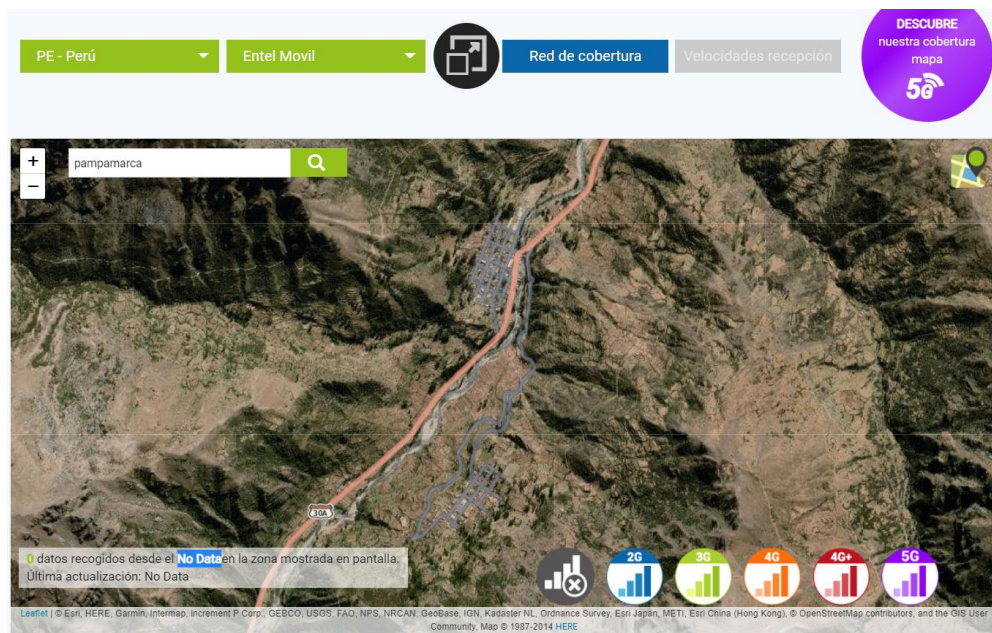 PE - Perú
Entel Movil
Red de cobertura
Velocidades recepción
DESCUBRE
nuestra cobertura
mapa
5G
+
pampamarca
−
30A
0 datos recogidos desde el No Data en la zona mostrada en pantalla.
Última actualización: No Data
2G
3G
4G
4G+
5G
Leaflet | © Esri, HERE, Garmin, Intermap, increment P Corp., GEBCO, USGS, FAO, NPS, NRCAN, GeoBase, IGN, Kadaster NL, Ordnance Survey, Esri Japan, METI, Esri China (Hong Kong), © OpenStreetMap contributors, and the GIS User
Community, Map © 1987-2014 HERE